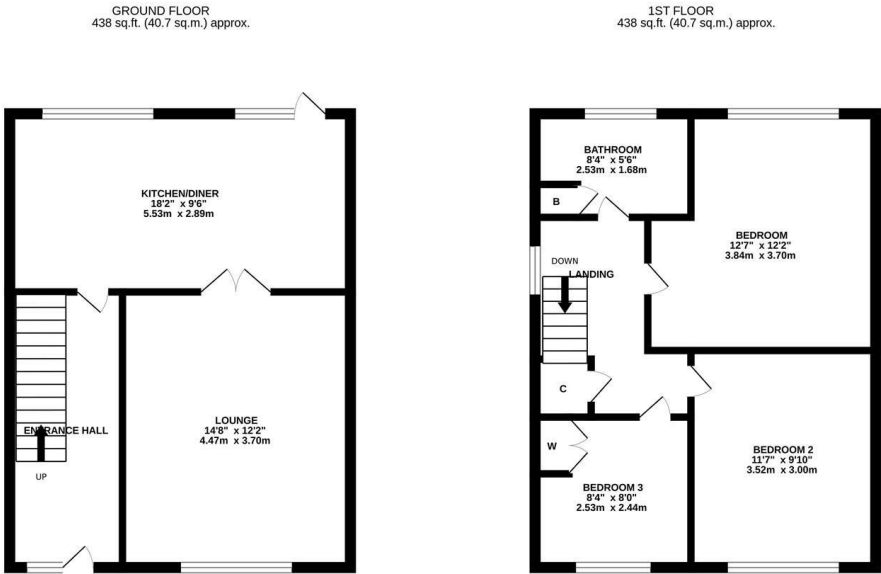 GROUND FLOOR
438 sq.ft. (40.7 sq.m.) approx.
KITCHEN/DINER
18'2" x 9'6"
5.53m x 2.89m
ENTRANCE HALL
UP
LOUNGE
14'8" x 12'2"
4.47m x 3.70m
1ST FLOOR
438 sq.ft. (40.7 sq.m.) approx.
BATHROOM
8'4" x 5'6"
2.53m x 1.68m
B
BEDROOM
12'7" x 12'2"
3.84m x 3.70m
DOWN
LANDING
C
W
BEDROOM 3
8'4" x 8'0"
2.53m x 2.44m
BEDROOM 2
11'7" x 9'10"
3.52m x 3.00m